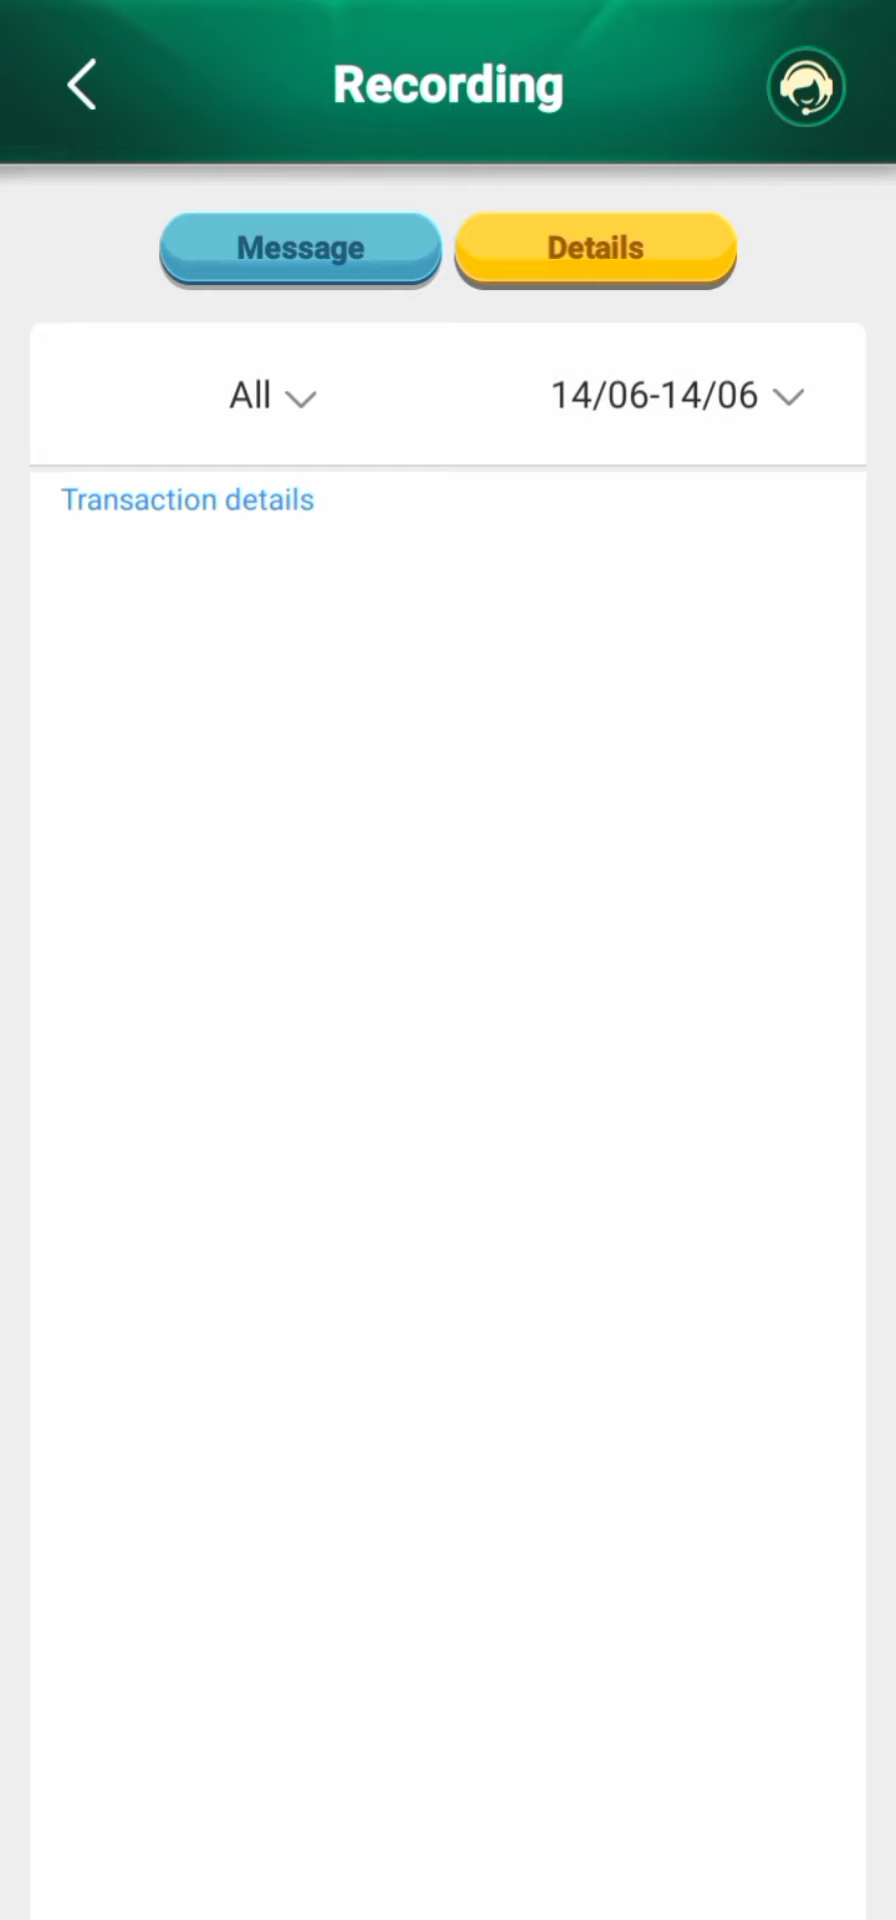 Recording
Message
Details
All
14/06-14/06
Transaction details